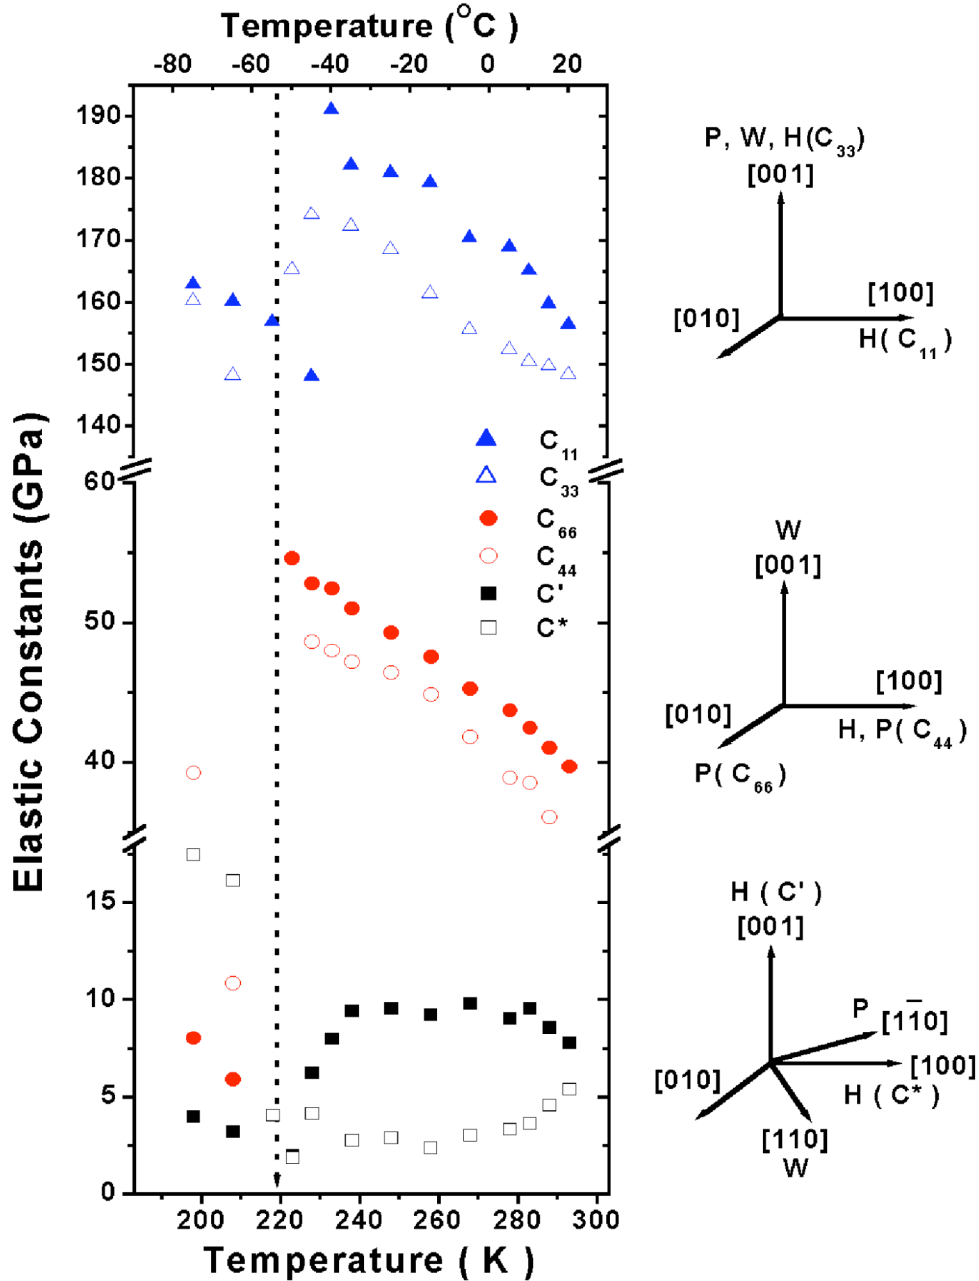 Temperature (°C)
-80 -60 -40 -20 0 20
190
180
170
160
150
140
60
50
40
15
10
5
0
Elastic Constants (GPa)
C₁₁
C₃₃
C₆₆
C₄₄
C'
C*
200 220 240 260 280 300
Temperature ( K )
P, W, H(C₃₃)
[001]
[100]
[010]
H( C₁₁ )
W
[001]
[100]
[010]
H, P( C₄₄ )
P( C₆₆ )
H ( C' )
[001]
P
[11̅0]
[100]
[010]
H ( C* )
[110]
W